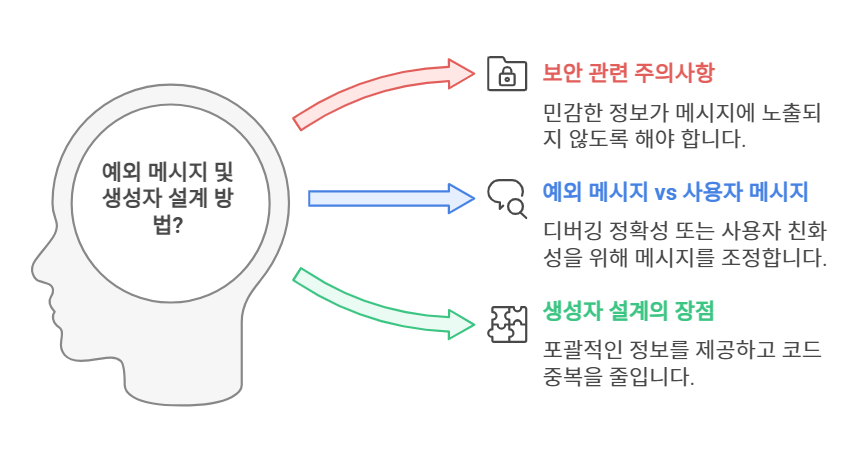 예외 메시지 및
생성자 설계 방
법?
보안 관련 주의사항
민감한 정보가 메시지에 노출되
지 않도록 해야 합니다.
예외 메시지 vs 사용자 메시지
디버깅 정확성 또는 사용자 친화
성을 위해 메시지를 조정합니다.
생성자 설계의 장점
포괄적인 정보를 제공하고 코드
중복을 줄입니다.